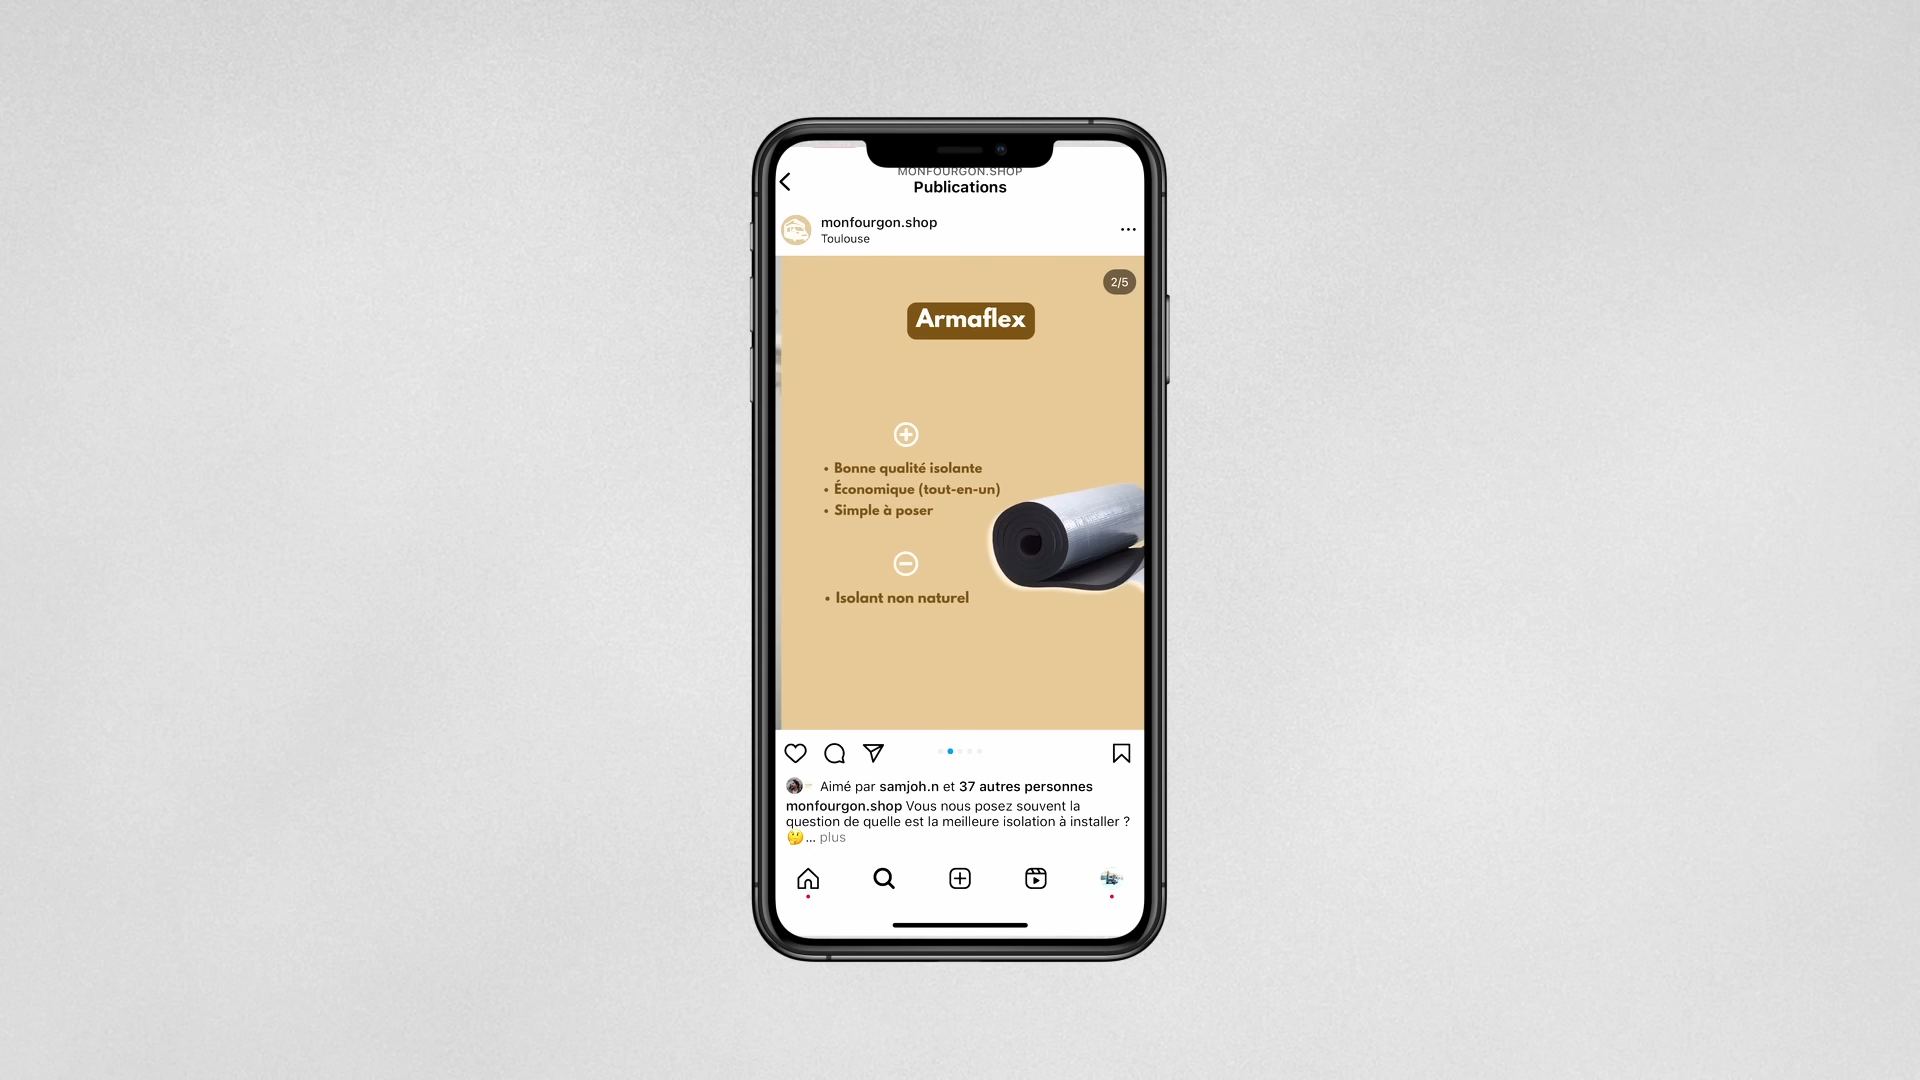 MONFOURGON.SHOP
Publications
monfourgon.shop
Toulouse
2/5
Armaflex
• Bonne qualité isolante
• Économique (tout-en-un)
• Simple à poser
• Isolant non naturel
Aimé par samjoh.n et 37 autres personnes
monfourgon.shop Vous nous posez souvent la
question de quelle est la meilleure isolation à installer ?
🤔... plus